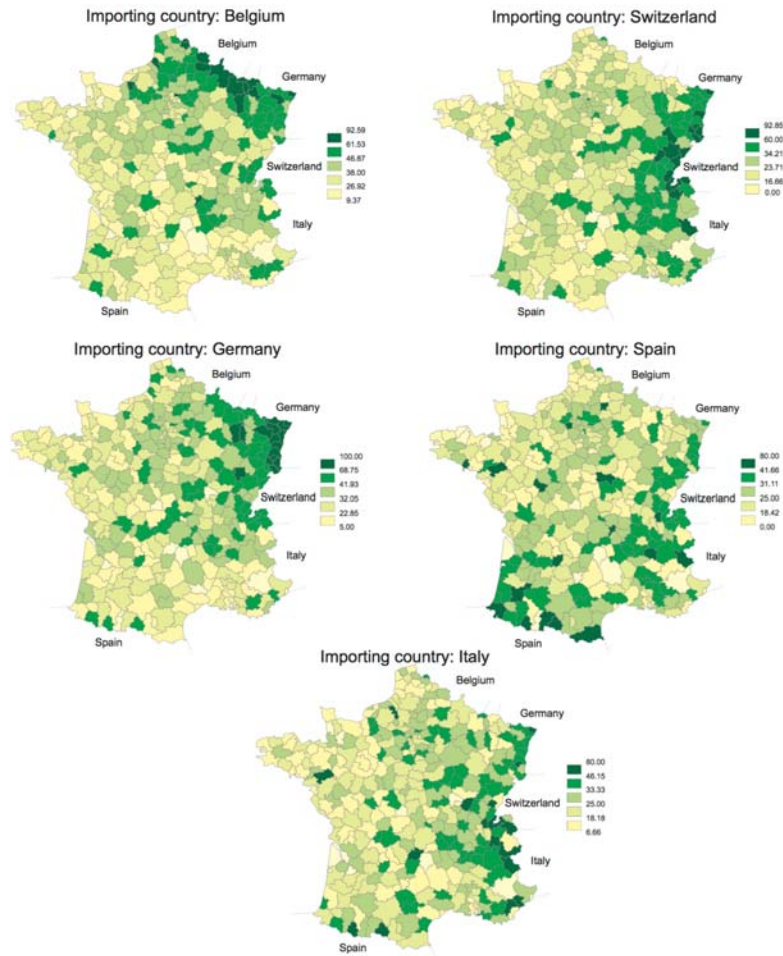 Importing country: Belgium
Belgium
Germany
Switzerland
Italy
Spain
92.59
61.53
46.87
38.00
26.92
9.37
Importing country: Switzerland
Belgium
Germany
Switzerland
Italy
Spain
92.85
60.00
34.21
23.71
16.66
0.00
Importing country: Germany
Belgium
Germany
Switzerland
Italy
Spain
100.00
68.75
41.93
32.05
22.85
5.00
Importing country: Spain
Belgium
Germany
Switzerland
Italy
Spain
80.00
41.66
31.11
25.00
18.42
0.00
Importing country: Italy
Belgium
Germany
Switzerland
Italy
Spain
80.00
46.15
33.33
25.00
18.18
6.66